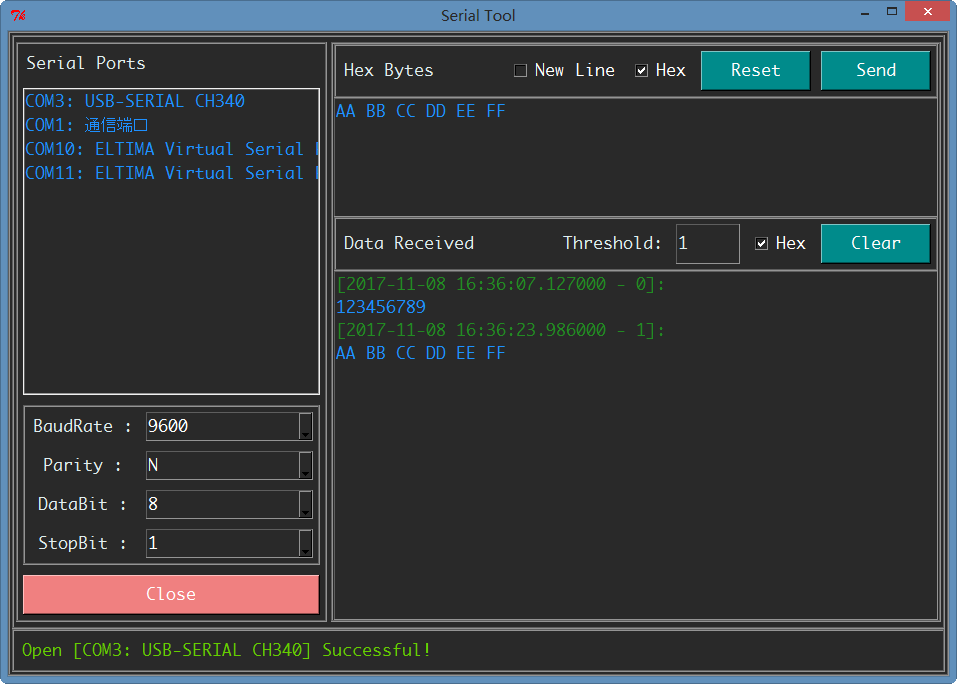 Serial Tool
Serial Ports
COM3: USB-SERIAL CH340
COM1: 通信端口
COM10: ELTIMA Virtual Serial
COM11: ELTIMA Virtual Serial
BaudRate : 9600
Parity : N
DataBit : 8
StopBit : 1
Close
Hex Bytes New Line Hex Reset Send
AA BB CC DD EE FF
Data Received Threshold: 1 Hex Clear
[2017-11-08 16:36:07.127000 - 0]:
123456789
[2017-11-08 16:36:23.986000 - 1]:
AA BB CC DD EE FF
Open [COM3: USB-SERIAL CH340] Successful!